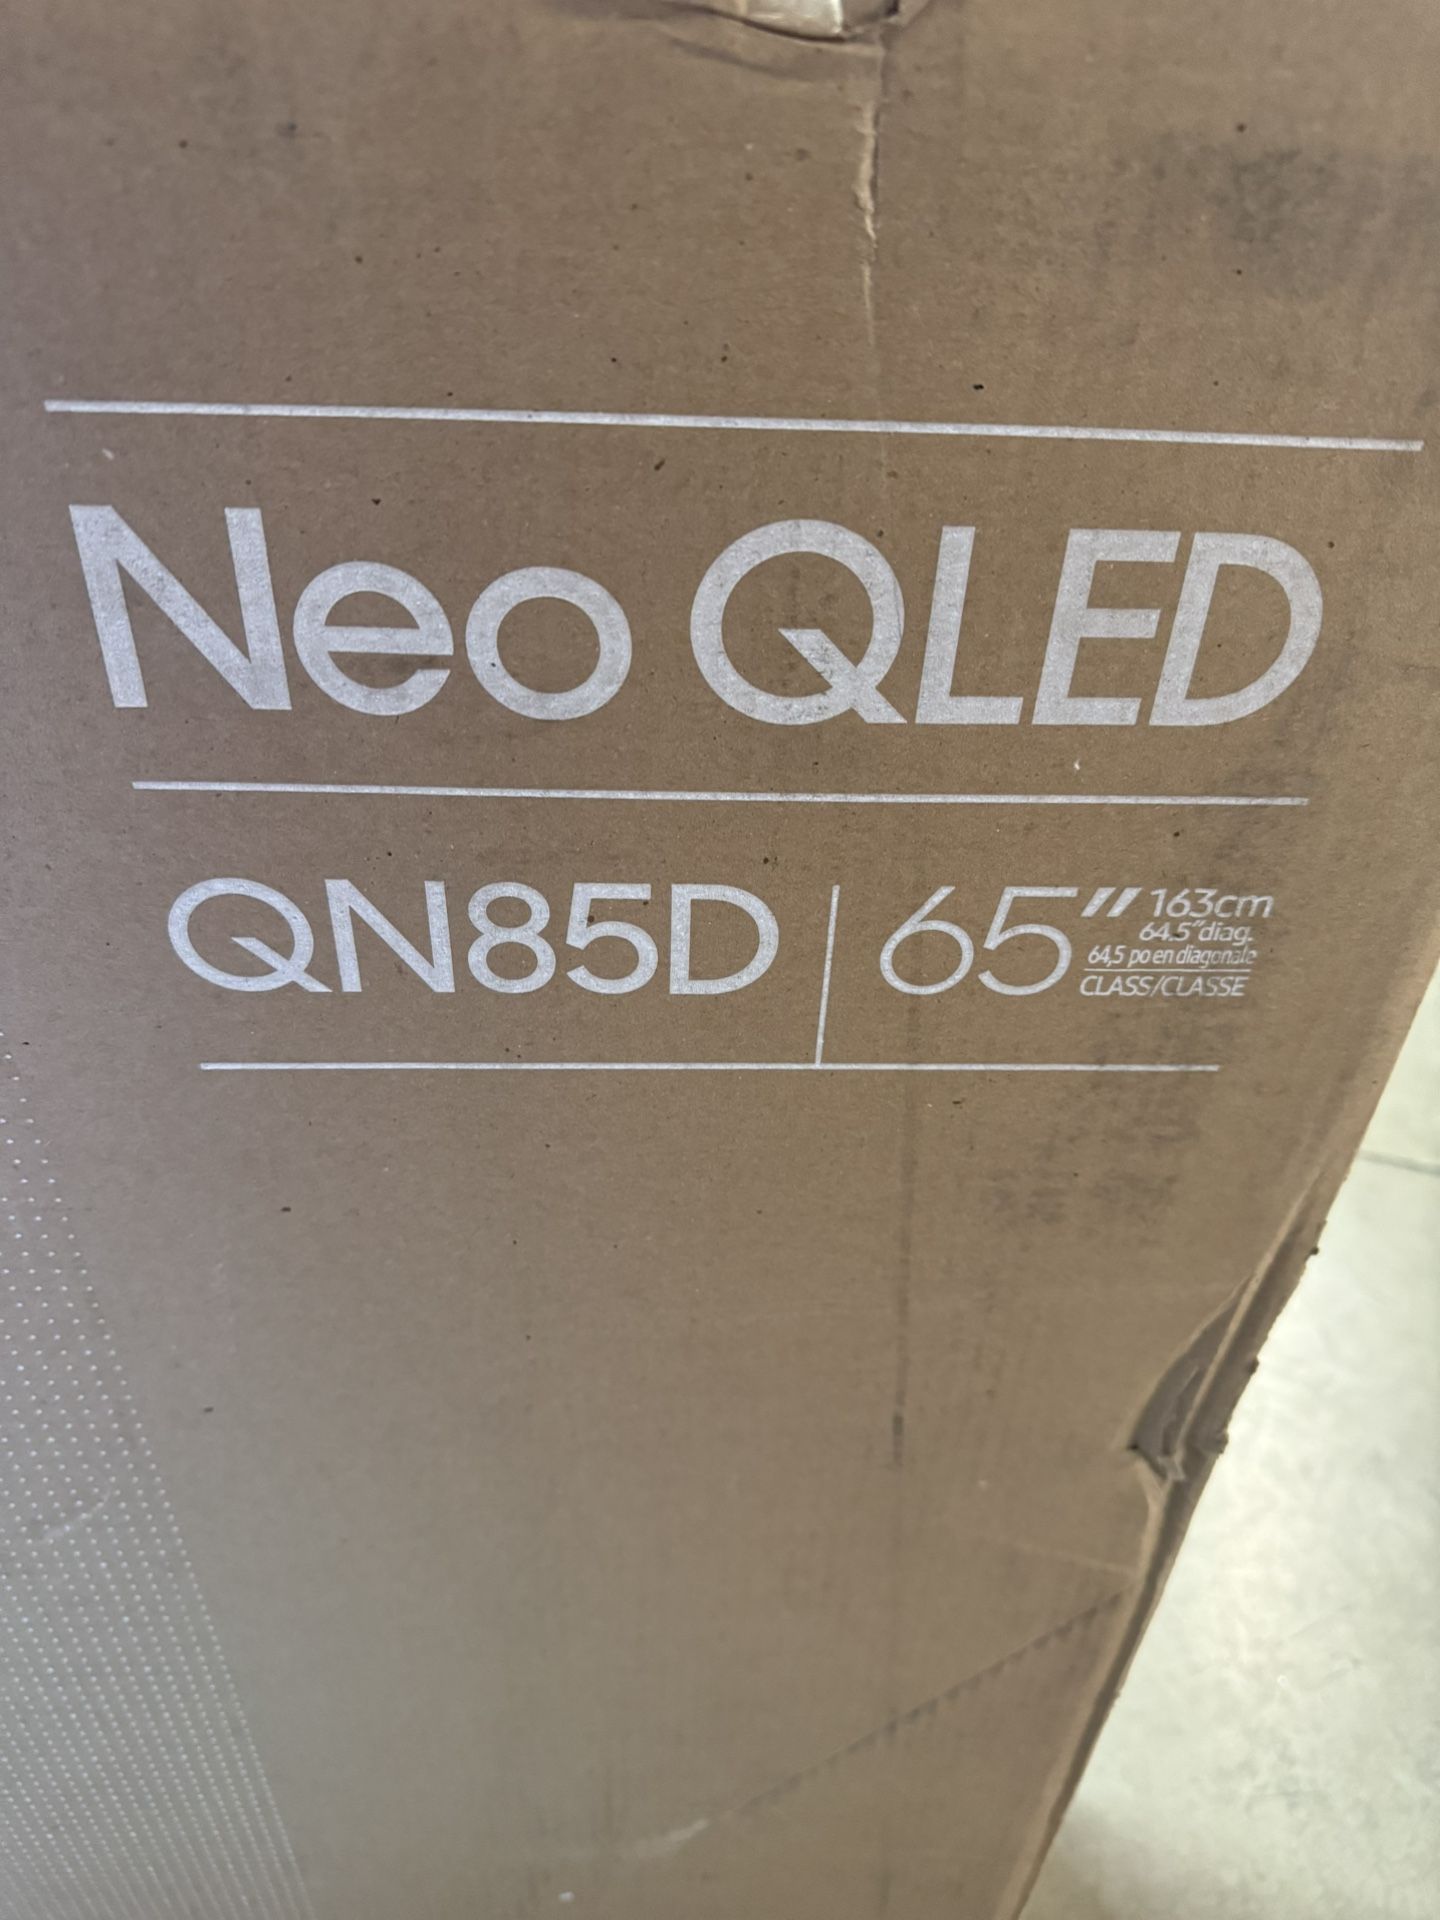 Neo QLED
QN85D | 65" 163cm
64.5" diag.
64,5 po en diagonale
CLASS/CLASSE